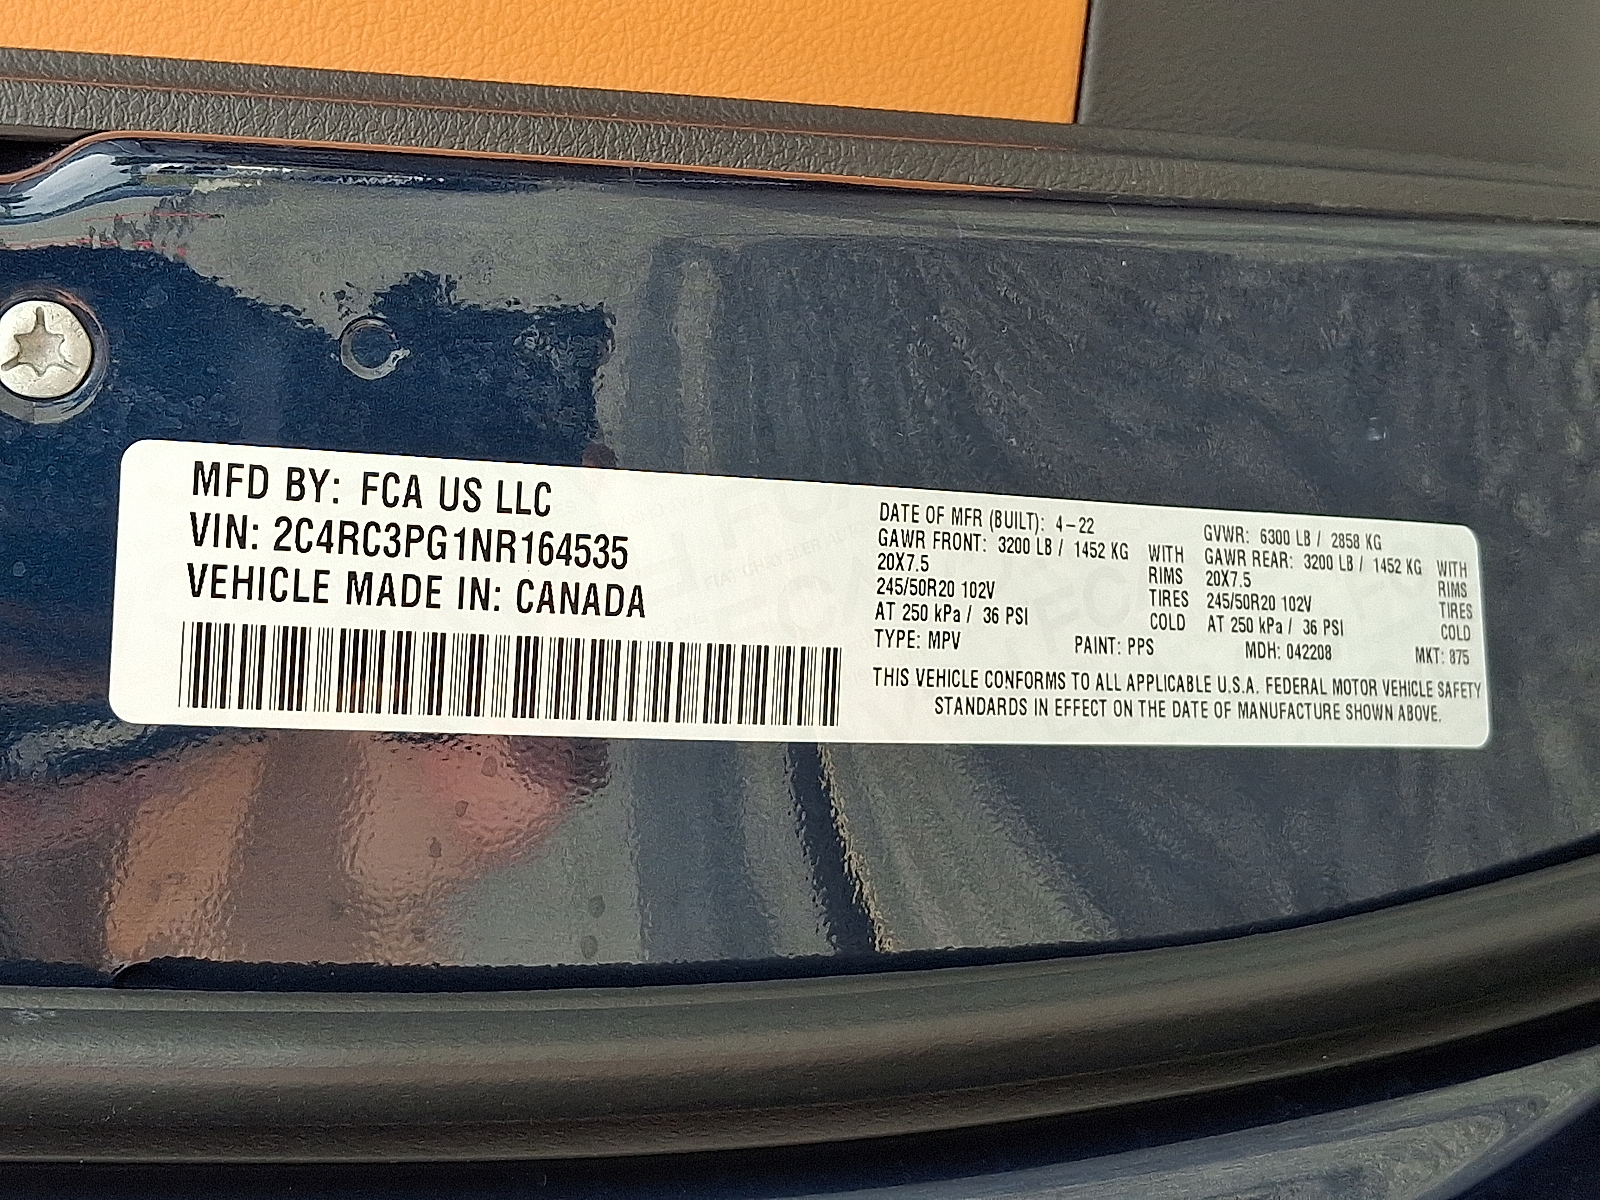 MFD BY: FCA US LLC
VIN: 2C4RC3PG1NR164535
VEHICLE MADE IN: CANADA
DATE OF MFR (BUILT): 4-22 GVWR: 6300 LB / 2858 KG
GAWR FRONT: 3200 LB / 1452 KG WITH GAWR REAR: 3200 LB / 1452 KG WITH
20X7.5 RIMS 20X7.5 RIMS
245/50R20 102V TIRES 245/50R20 102V TIRES
AT 250 kPa / 36 PSI COLD AT 250 kPa / 36 PSI COLD
TYPE: MPV PAINT: PPS MDH: 042208 MKT: 875
THIS VEHICLE CONFORMS TO ALL APPLICABLE U.S.A. FEDERAL MOTOR VEHICLE SAFETY
STANDARDS IN EFFECT ON THE DATE OF MANUFACTURE SHOWN ABOVE.